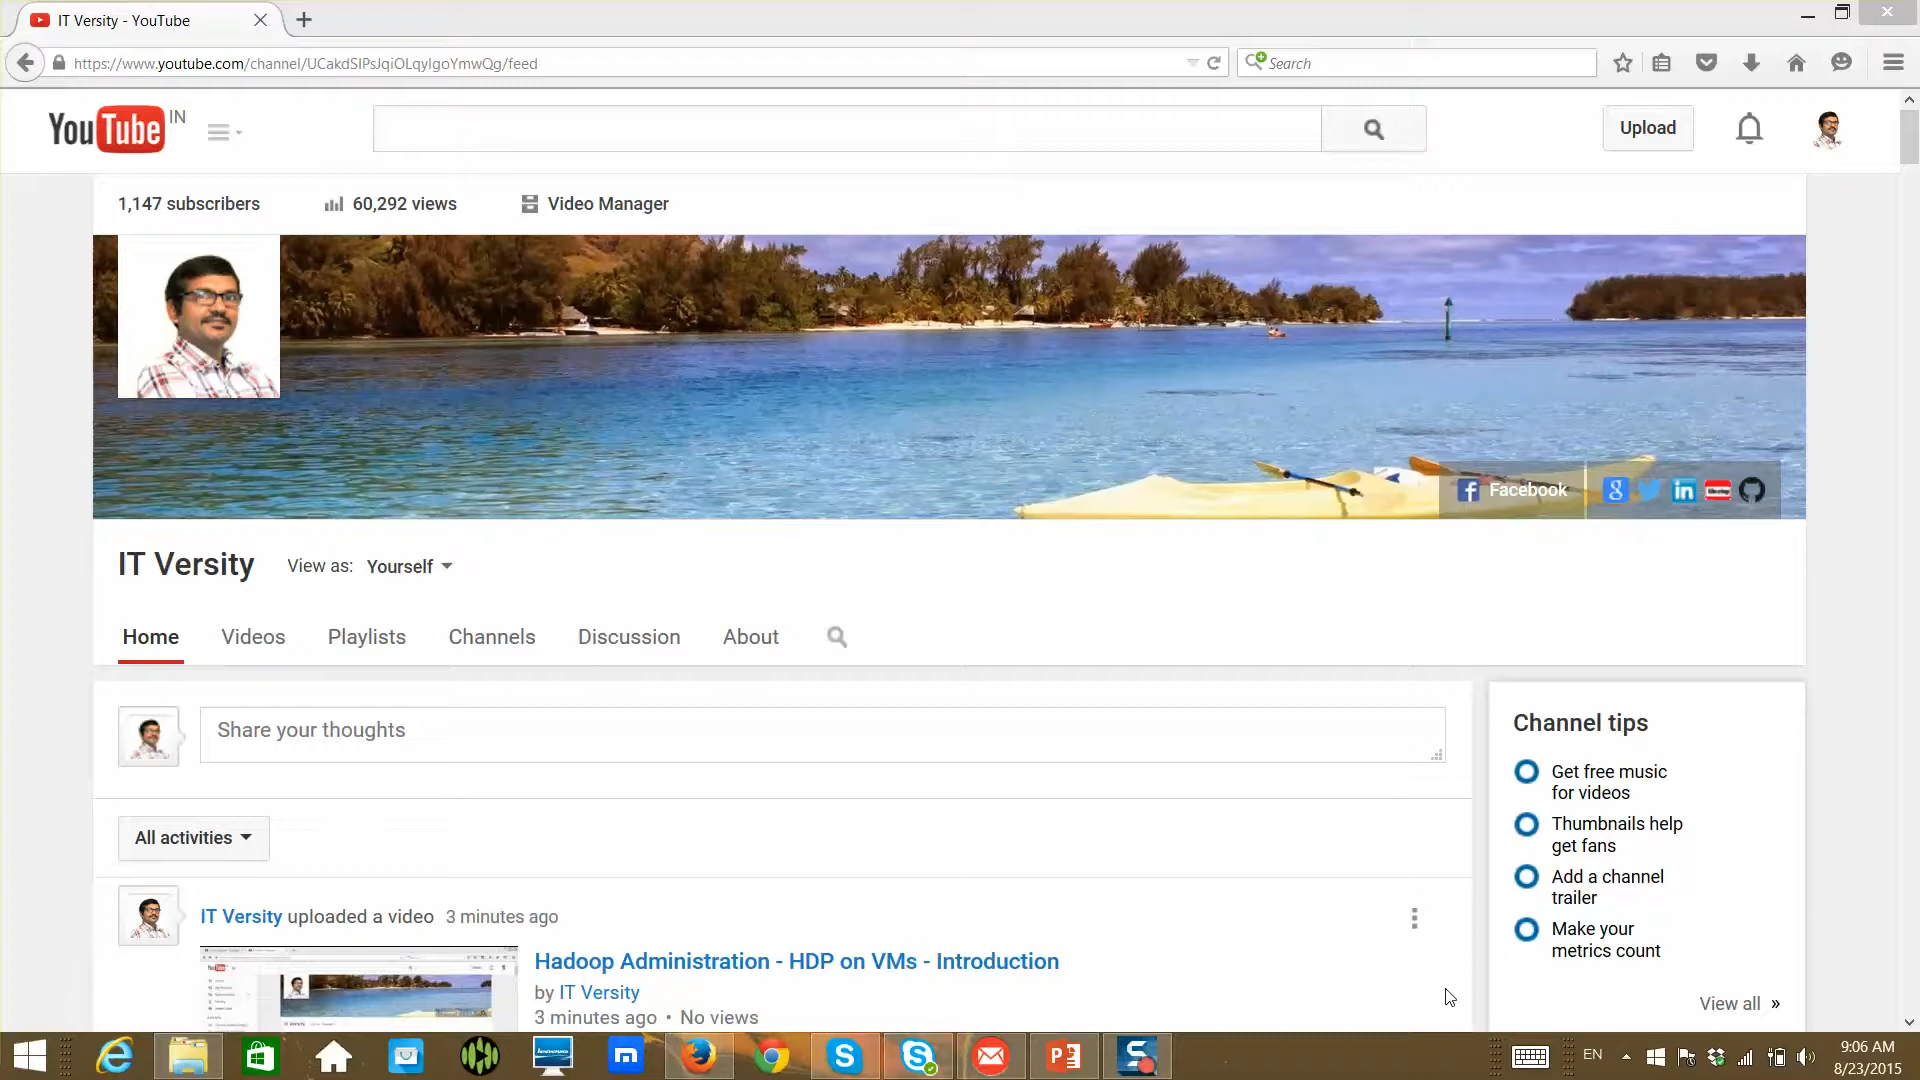 IT Versity - YouTube
https://www.youtube.com/channel/UCakdSIPsJqiOLqylgoYmwQg/feed
Search
YouTube IN
Upload
1,147 subscribers
60,292 views
Video Manager
Facebook
IT Versity
View as: Yourself
Home
Videos
Playlists
Channels
Discussion
About
Share your thoughts
All activities
IT Versity uploaded a video 3 minutes ago
Hadoop Administration - HDP on VMs - Introduction
by IT Versity
3 minutes ago • No views
Channel tips
Get free music
for videos
Thumbnails help
get fans
Add a channel
trailer
Make your
metrics count
View all »
EN
9:06 AM
8/23/2015